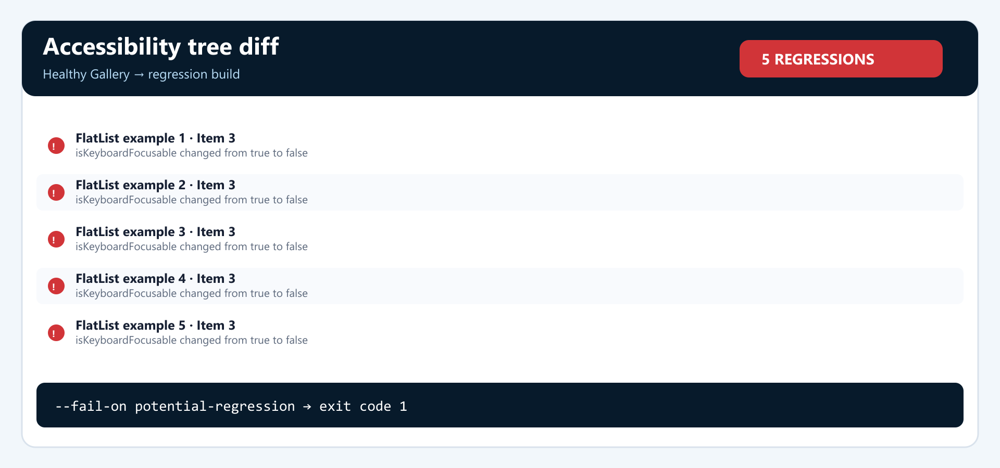 Accessibility tree diff
Healthy Gallery → regression build
5 REGRESSIONS
! FlatList example 1 · Item 3
isKeyboardFocusable changed from true to false
! FlatList example 2 · Item 3
isKeyboardFocusable changed from true to false
! FlatList example 3 · Item 3
isKeyboardFocusable changed from true to false
! FlatList example 4 · Item 3
isKeyboardFocusable changed from true to false
! FlatList example 5 · Item 3
isKeyboardFocusable changed from true to false
--fail-on potential-regression → exit code 1